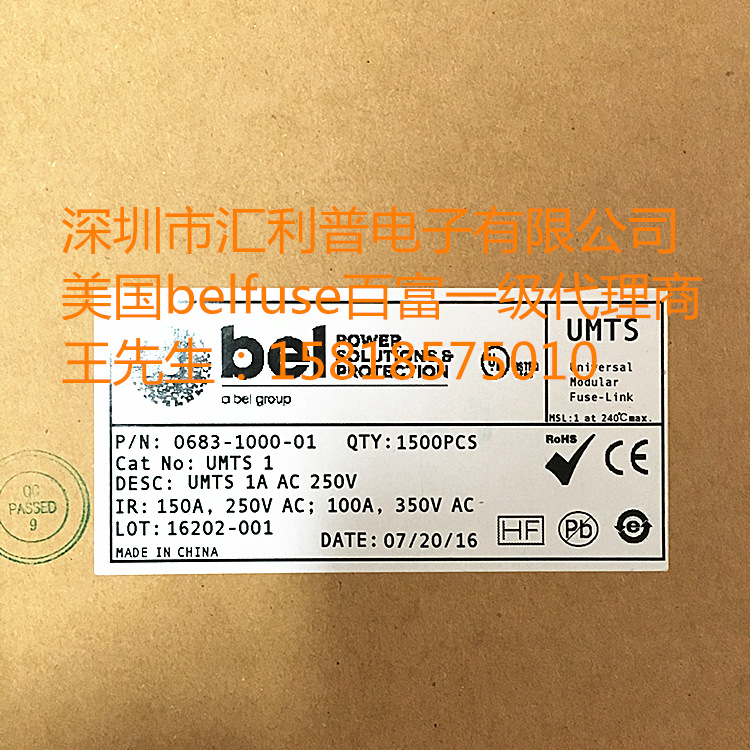 深圳市汇利普电子有限公司
美国belfuse百富一级代理商
王先生：15818575010
bel POWER SOLUTIONS & PROTECTION
a bel group
UMTS
Universal
Modular
Fuse-Link
MSL:1 at 240℃max.
P/N: 0683-1000-01 QTY:1500PCS
Cat No: UMTS 1
DESC: UMTS 1A AC 250V
IR: 150A, 250V AC; 100A, 350V AC
LOT: 16202-001
DATE: 07/20/16
MADE IN CHINA
RoHS
CE
HF
Pb
e
QC
PASSED
9